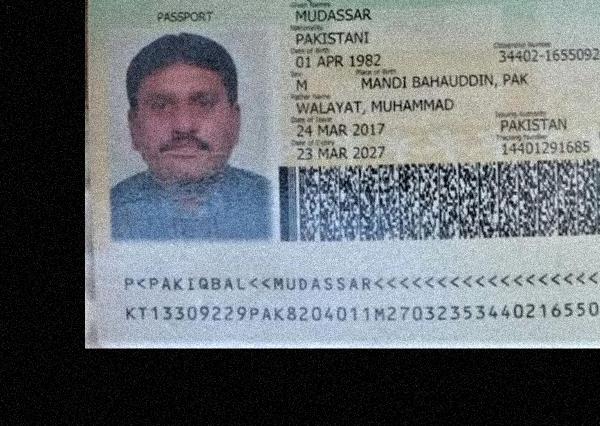 PASSPORT
Given Names
MUDASSAR
Nationality
PAKISTANI
Date of Birth
Citizenship Number
01 APR 1982
34402-1655092
Sex
Place of Birth
M
MANDI BAHAUDDIN, PAK
Father Name
WALAYAT, MUHAMMAD
Date of Issue
Issuing Authority
24 MAR 2017
PAKISTAN
Date of Expiry
Tracking Number
23 MAR 2027
14401291685
P<PAKIQBAL<<MUDASSAR<<<<<<<<<<<<<<<<<<<
KT13309229PAK8204011M2703235344021655​0